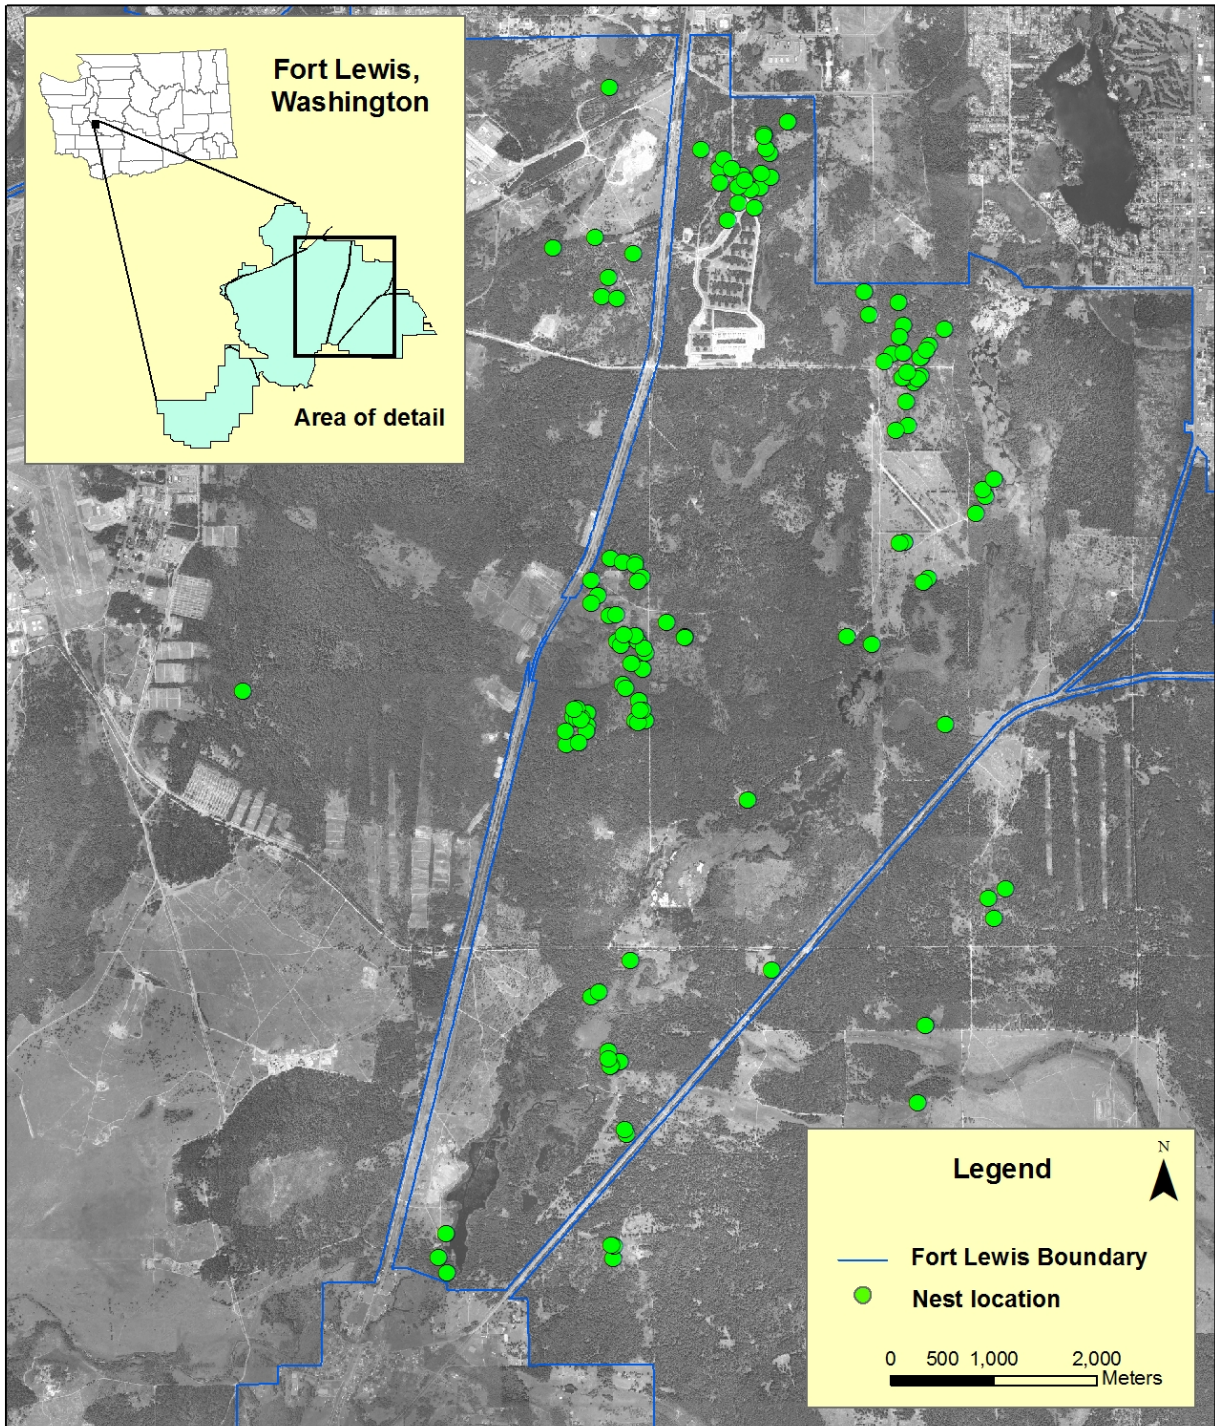 Fort Lewis,
Washington
Area of detail
N
Legend
Fort Lewis Boundary
Nest location
0 500 1,000 2,000
Meters